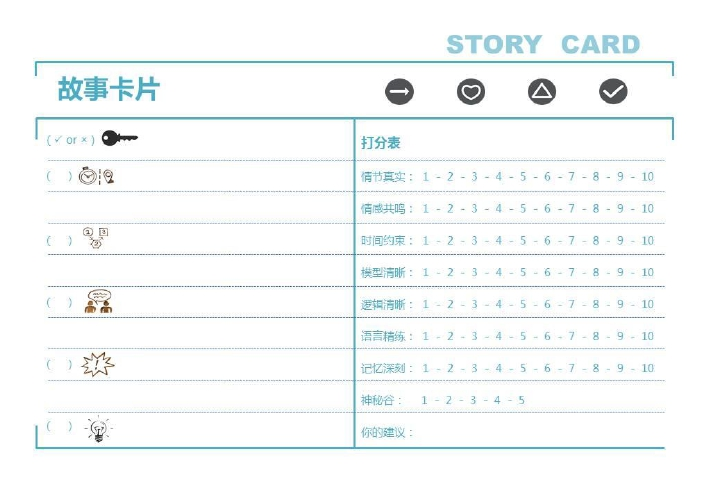 STORY CARD
故事卡片
( ✓ or × )
( )
( )
( )
( )
( )
打分表
情节真实： 1 - 2 - 3 - 4 - 5 - 6 - 7 - 8 - 9 - 10
情感共鸣： 1 - 2 - 3 - 4 - 5 - 6 - 7 - 8 - 9 - 10
时间约束： 1 - 2 - 3 - 4 - 5 - 6 - 7 - 8 - 9 - 10
模型清晰： 1 - 2 - 3 - 4 - 5 - 6 - 7 - 8 - 9 - 10
逻辑清晰： 1 - 2 - 3 - 4 - 5 - 6 - 7 - 8 - 9 - 10
语言精练： 1 - 2 - 3 - 4 - 5 - 6 - 7 - 8 - 9 - 10
记忆深刻： 1 - 2 - 3 - 4 - 5 - 6 - 7 - 8 - 9 - 10
神秘谷： 1 - 2 - 3 - 4 - 5
你的建议：